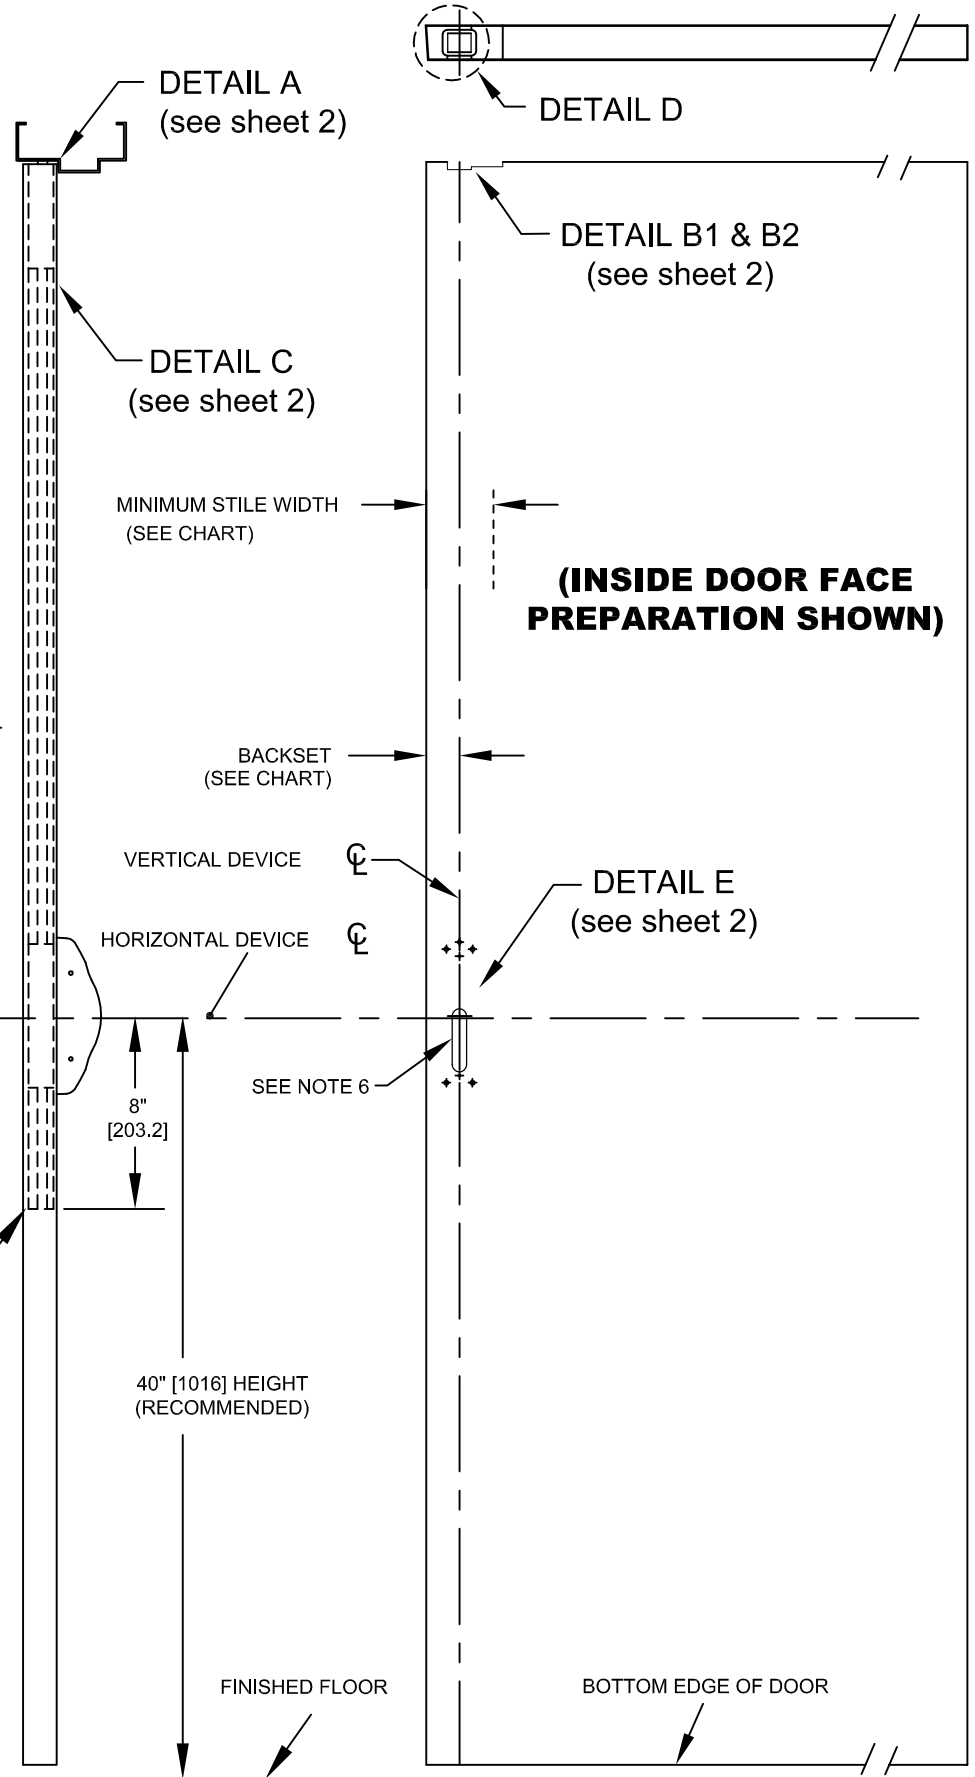 DETAIL A
(see sheet 2)
DETAIL D
DETAIL B1 & B2
(see sheet 2)
DETAIL C
(see sheet 2)
MINIMUM STILE WIDTH
(SEE CHART)
(INSIDE DOOR FACE
PREPARATION SHOWN)
BACKSET
(SEE CHART)
VERTICAL DEVICE ℄
DETAIL E
(see sheet 2)
HORIZONTAL DEVICE ℄
SEE NOTE 6
8"
[203.2]
40" [1016] HEIGHT
(RECOMMENDED)
FINISHED FLOOR
BOTTOM EDGE OF DOOR